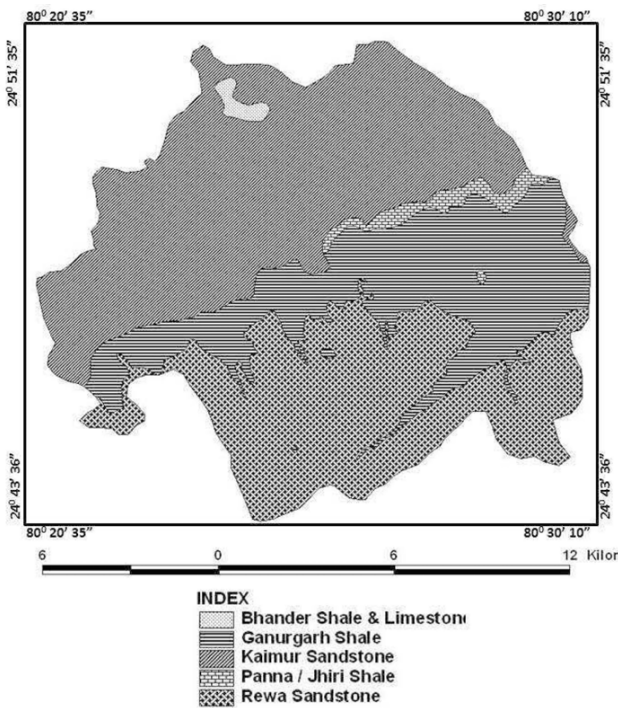 80⁰ 20' 35" 80⁰ 30' 10"
24⁰ 51' 35"
24⁰ 51' 35"
24⁰ 43' 36"
24⁰ 43' 36"
80⁰ 20' 35" 80⁰ 30' 10"
6 0 6 12 Kilor
INDEX
Bhander Shale & Limestone
Ganurgarh Shale
Kaimur Sandstone
Panna / Jhiri Shale
Rewa Sandstone